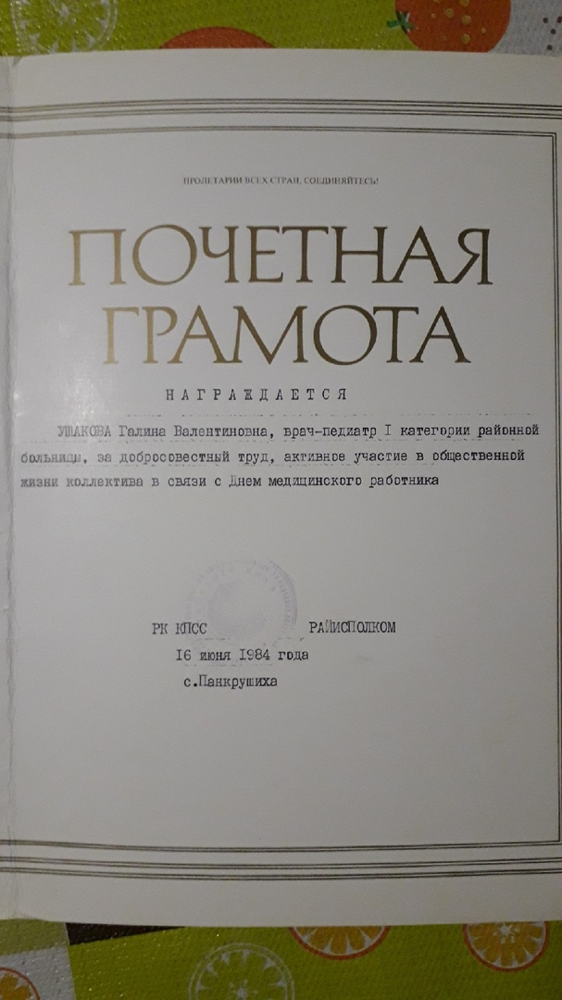 ПРОЛЕТАРИИ ВСЕХ СТРАН, СОЕДИНЯЙТЕСЬ!
ПОЧЕТНАЯ
ГРАМОТА
НАГРАЖДАЕТСЯ
УШАКОВА Галина Валентиновна, врач-педиатр I категории районной
больницы, за добросовестный труд, активное участие в общественной
жизни коллектива в связи с Днем медицинского работника
РК КПСС РАЙИСПОЛКОМ
16 июня 1984 года
с.Панкрушиха